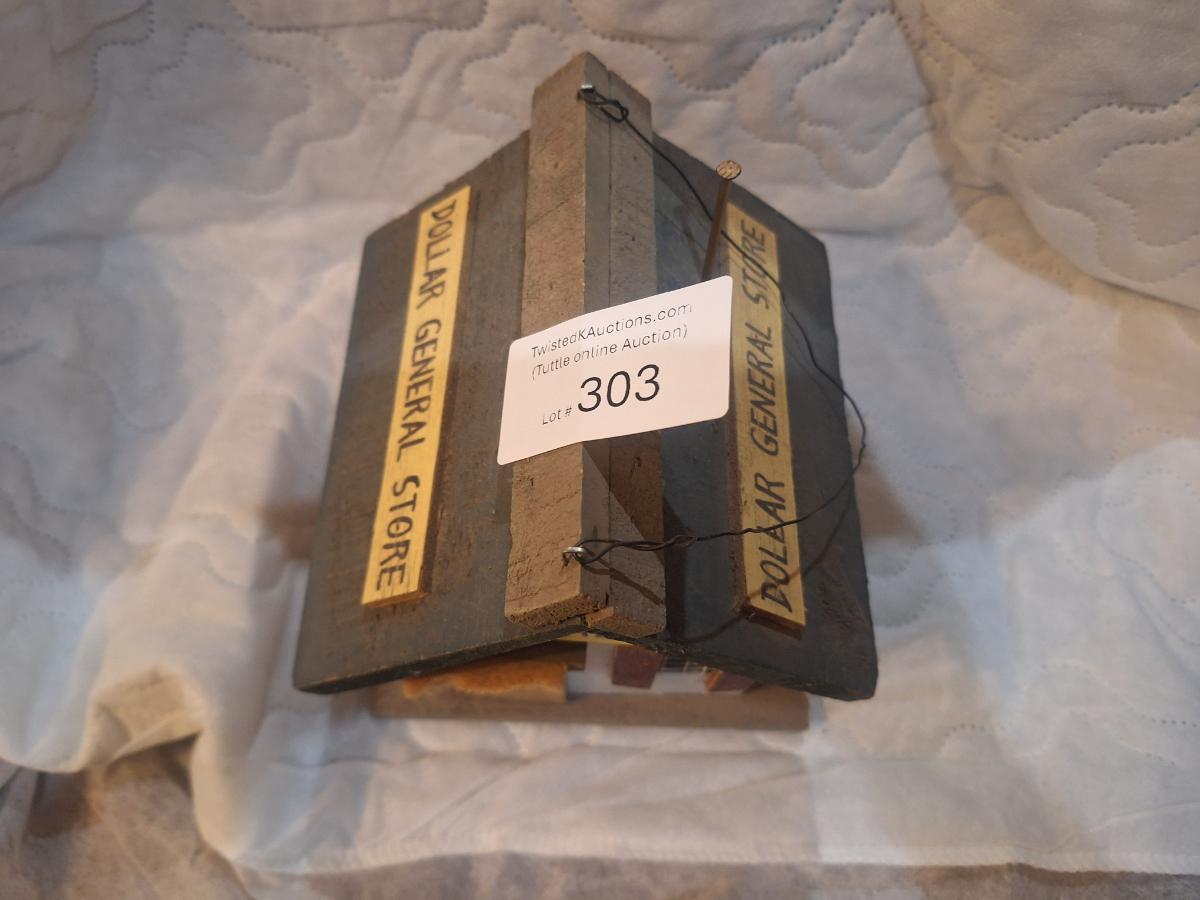 DOLLAR GENERAL STORE
TwistedKAuctions.com
(Tuttle online Auction)
Lot # 303
DOLLAR GENERAL STORE